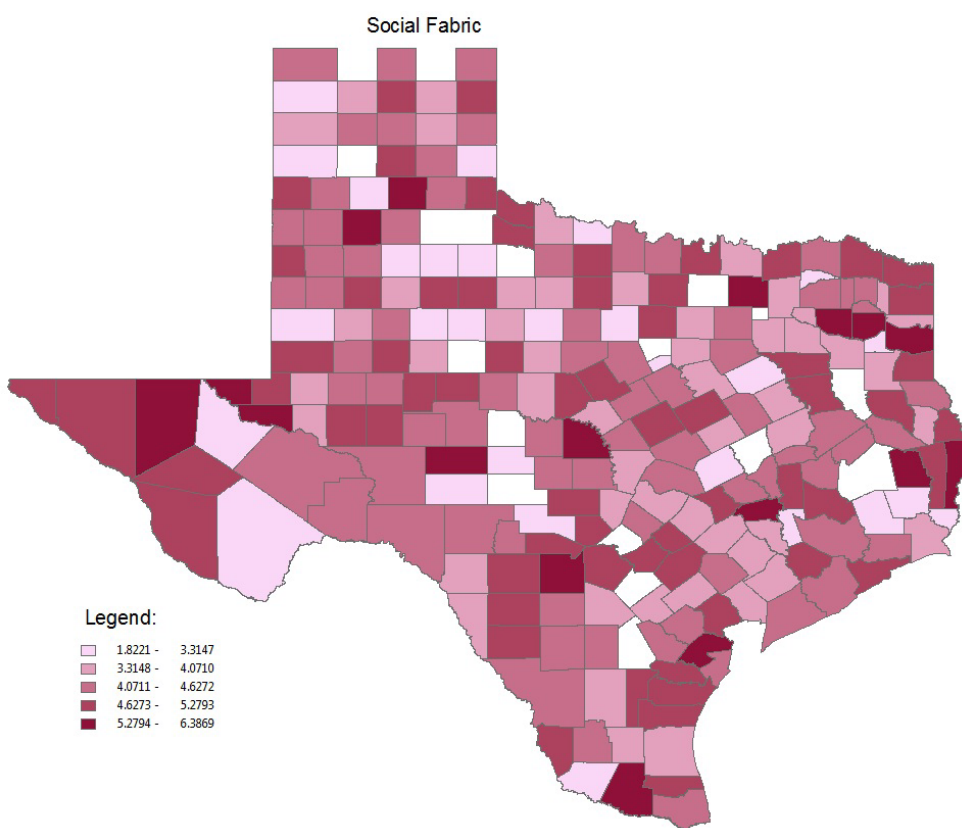 Social Fabric
Legend:
1.8221 - 3.3147
3.3148 - 4.0710
4.0711 - 4.6272
4.6273 - 5.2793
5.2794 - 6.3869